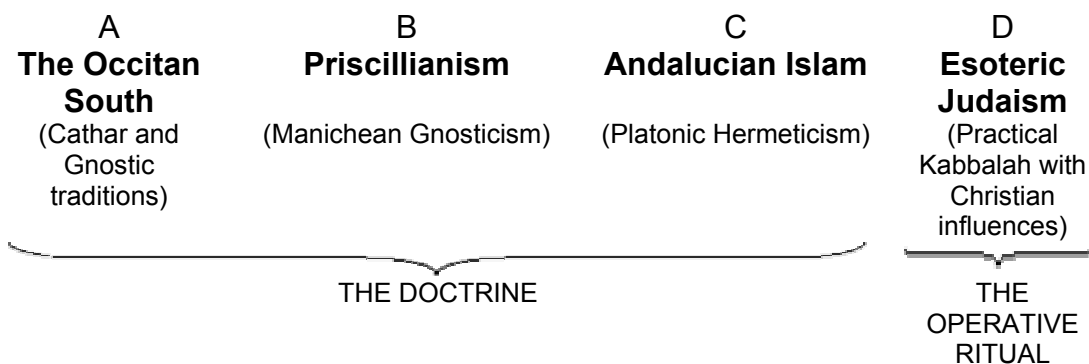 A
The Occitan
South
(Cathar and
Gnostic
traditions)
B
Priscillianism
(Manichean Gnosticism)
C
Andalucian Islam
(Platonic Hermeticism)
D
Esoteric
Judaism
(Practical
Kabbalah with
Christian
influences)
THE DOCTRINE
THE
OPERATIVE
RITUAL